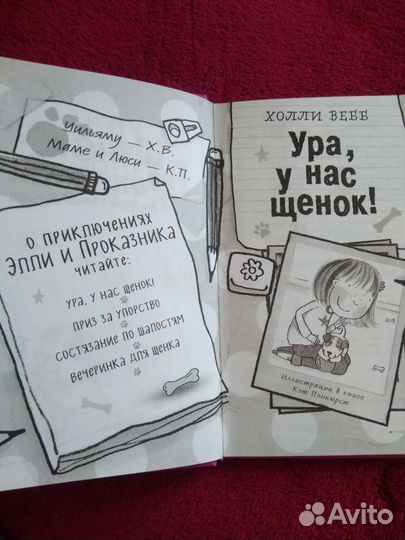 Уильяму — Х.В.
Маме и Люси — К.П.
О ПРИКЛЮЧЕНИЯХ
ЭЛЛИ И ПРОКАЗНИКА
ЧИТАЙТЕ:
УРА, У НАС ЩЕНОК!
ПРИЗ ЗА УПОРСТВО
СОСТЯЗАНИЕ ПО ШАЛОСТЯМ
ВЕЧЕРИНКА ДЛЯ ЩЕНКА
ХОЛЛИ ВЕББ
Ура,
у нас
щенок!
Иллюстрации в книге
Кэт Панкхёрст
Avito